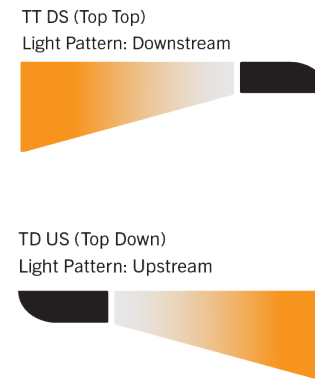 TT DS (Top Top)
Light Pattern: Downstream
TD US (Top Down)
Light Pattern: Upstream